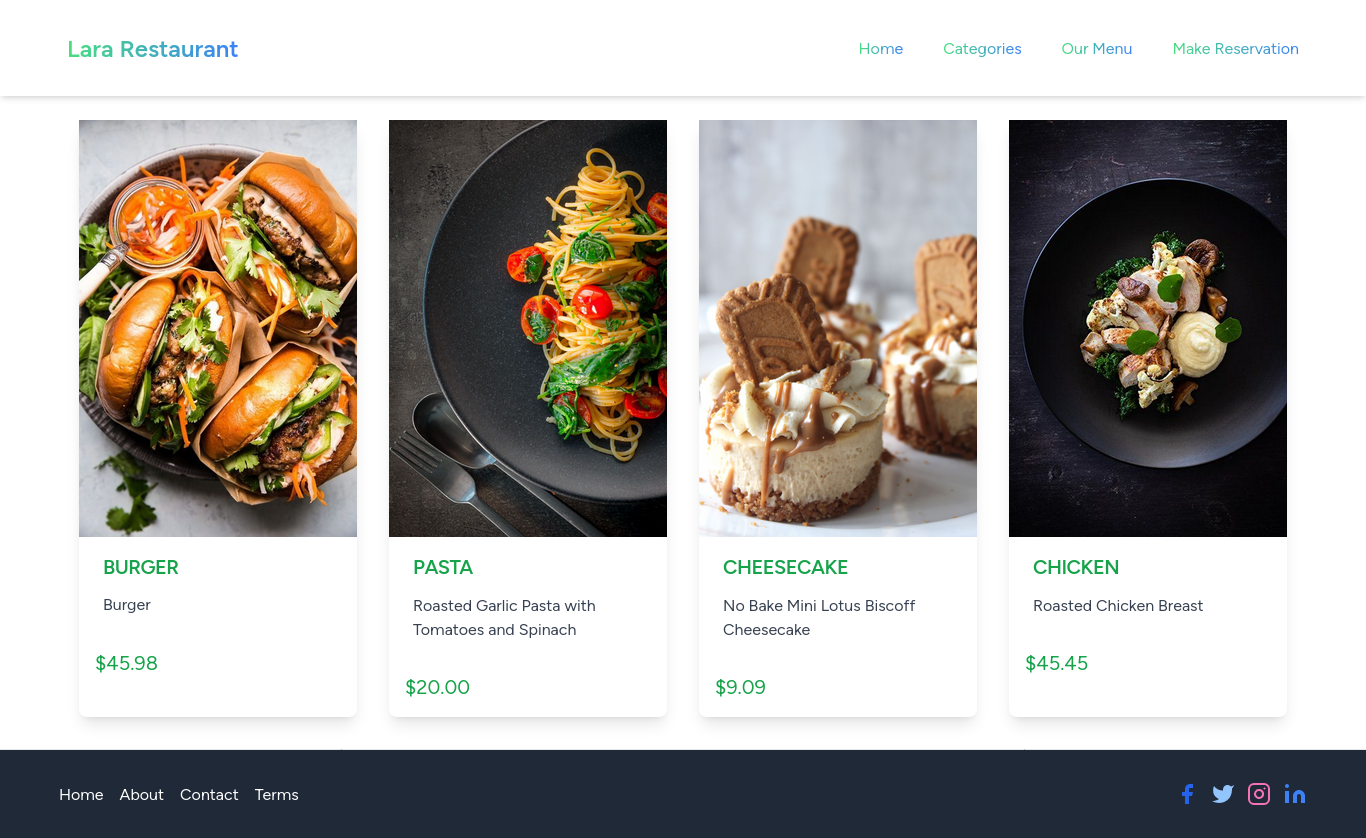 Lara Restaurant
Home Categories Our Menu Make Reservation
BURGER
Burger
$45.98
PASTA
Roasted Garlic Pasta with
Tomatoes and Spinach
$20.00
CHEESECAKE
No Bake Mini Lotus Biscoff
Cheesecake
$9.09
CHICKEN
Roasted Chicken Breast
$45.45
Home About Contact Terms